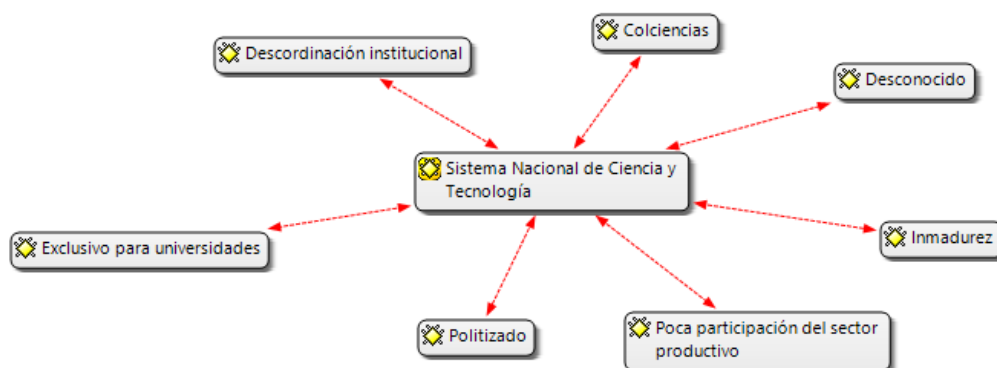 Colciencias
Descordinación institucional
Desconocido
Sistema Nacional de Ciencia y
Tecnología
Exclusivo para universidades
Inmadurez
Politizado
Poca participación del sector
productivo